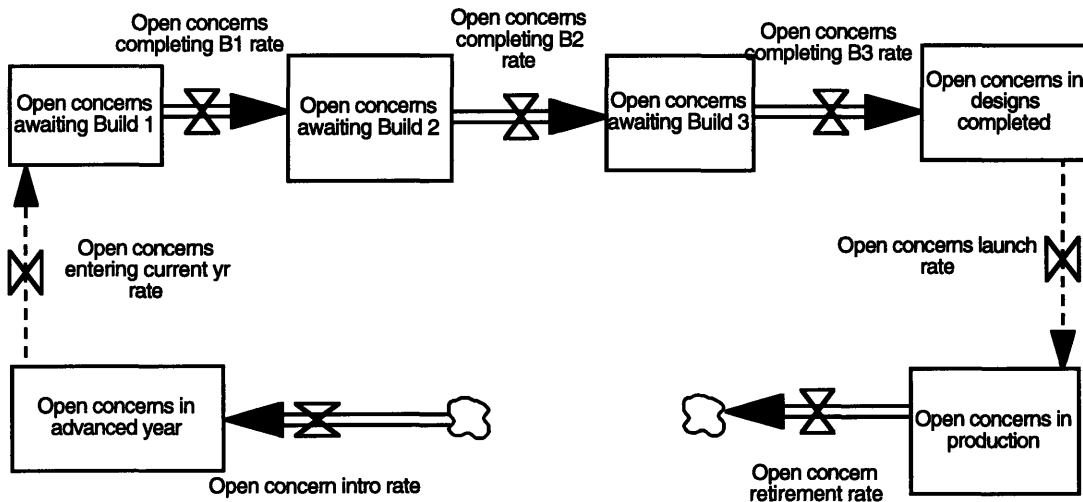 Open concerns
completing B1 rate
Open concerns
completing B2
rate
Open concerns
completing B3 rate
Open concerns
awaiting Build 1
Open concerns
awaiting Build 2
Open concerns
awaiting Build 3
Open concerns in
designs
completed
Open concerns
entering current yr
rate
Open concerns launch
rate
Open concerns in
advanced year
Open concern intro rate
Open concern
retirement rate
Open concerns in
production